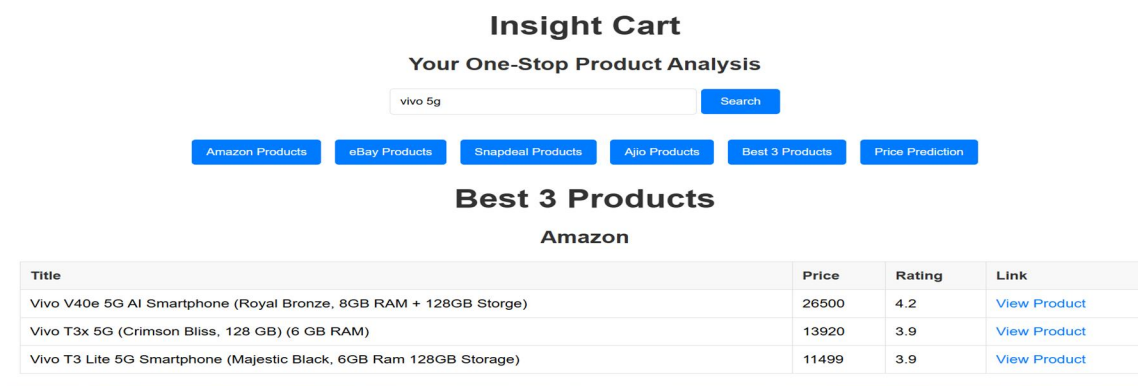 Insight Cart
Your One-Stop Product Analysis
vivo 5g Search
Amazon Products eBay Products Snapdeal Products Ajio Products Best 3 Products Price Prediction
Best 3 Products
Amazon
Title Price Rating Link
Vivo V40e 5G AI Smartphone (Royal Bronze, 8GB RAM + 128GB Storge) 26500 4.2 View Product
Vivo T3x 5G (Crimson Bliss, 128 GB) (6 GB RAM) 13920 3.9 View Product
Vivo T3 Lite 5G Smartphone (Majestic Black, 6GB Ram 128GB Storage) 11499 3.9 View Product